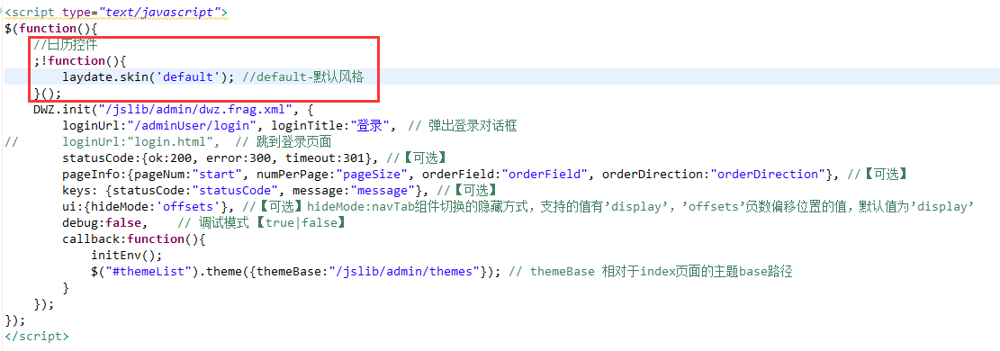 <script type="text/javascript">
$(function(){
    //日历控件
    ;!function(){
        laydate.skin('default'); //default-默认风格
    }();
    DWZ.init("/jslib/admin/dwz.frag.xml", {
        loginUrl:"/adminUser/login", loginTitle:"登录",  // 弹出登录对话框
//      loginUrl:"login.html",  // 跳到登录页面
        statusCode:{ok:200, error:300, timeout:301}, //【可选】
        pageInfo:{pageNum:"start", numPerPage:"pageSize", orderField:"orderField", orderDirection:"orderDirection"}, //【可选】
        keys: {statusCode:"statusCode", message:"message"}, //【可选】
        ui:{hideMode:'offsets'}, //【可选】hideMode:navTab组件切换的隐藏方式，支持的值有’display’，’offsets’负数偏移位置的值，默认值为’display’
        debug:false,    // 调试模式 【true|false】
        callback:function(){
            initEnv();
            $("#themeList").theme({themeBase:"/jslib/admin/themes"}); // themeBase 相对于index页面的主题base路径
        }
    });
});
</script>